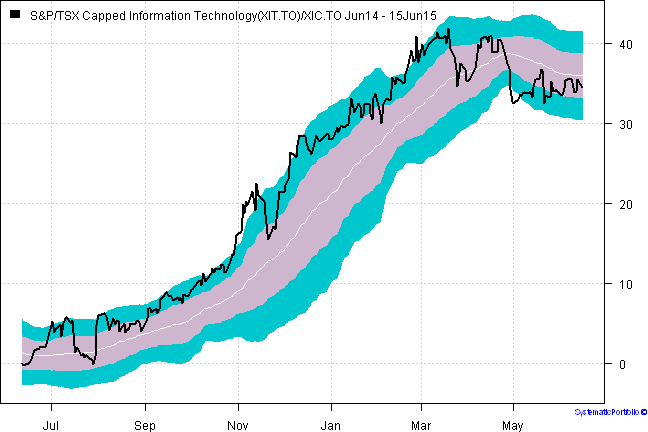 S&P/TSX Capped Information Technology(XIT.TO)/XIC.TO Jun14 - 15Jun15
40
30
20
10
0
Jul Sep Nov Jan Mar May
SystematicPortfolio ©